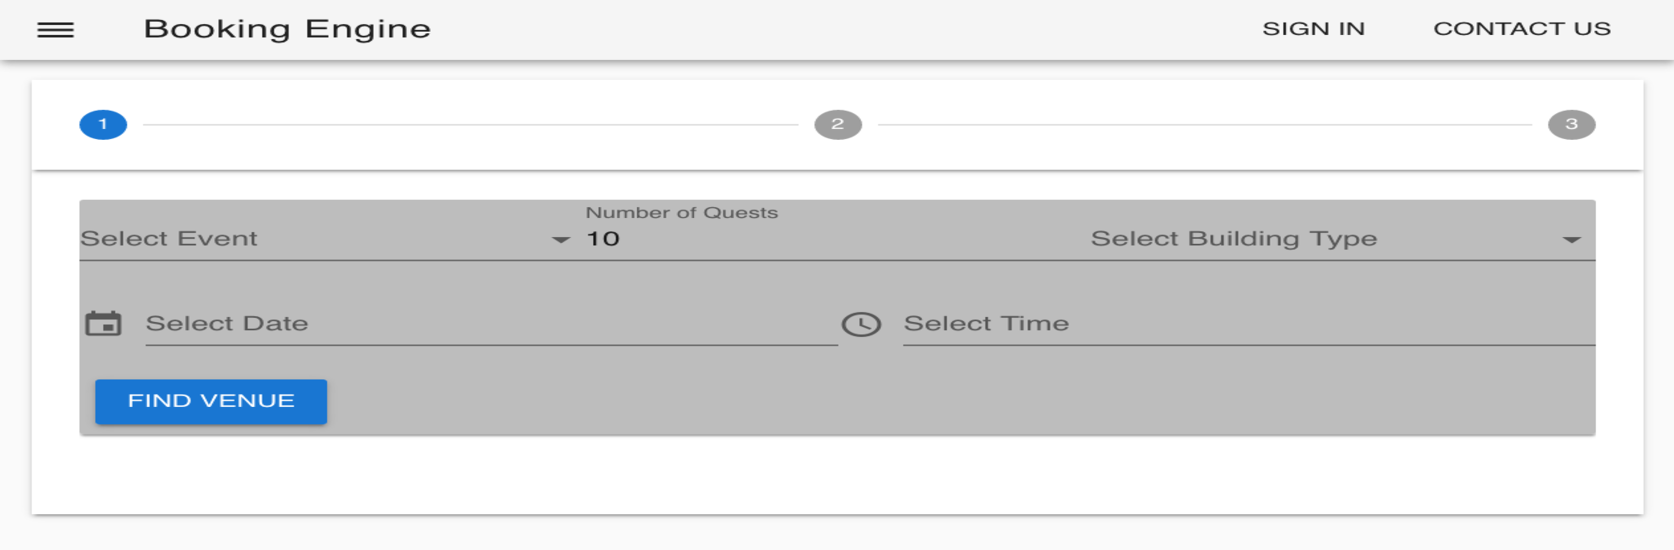 Booking Engine SIGN IN CONTACT US
1 2 3
Number of Quests
Select Event 10 Select Building Type
Select Date Select Time
FIND VENUE